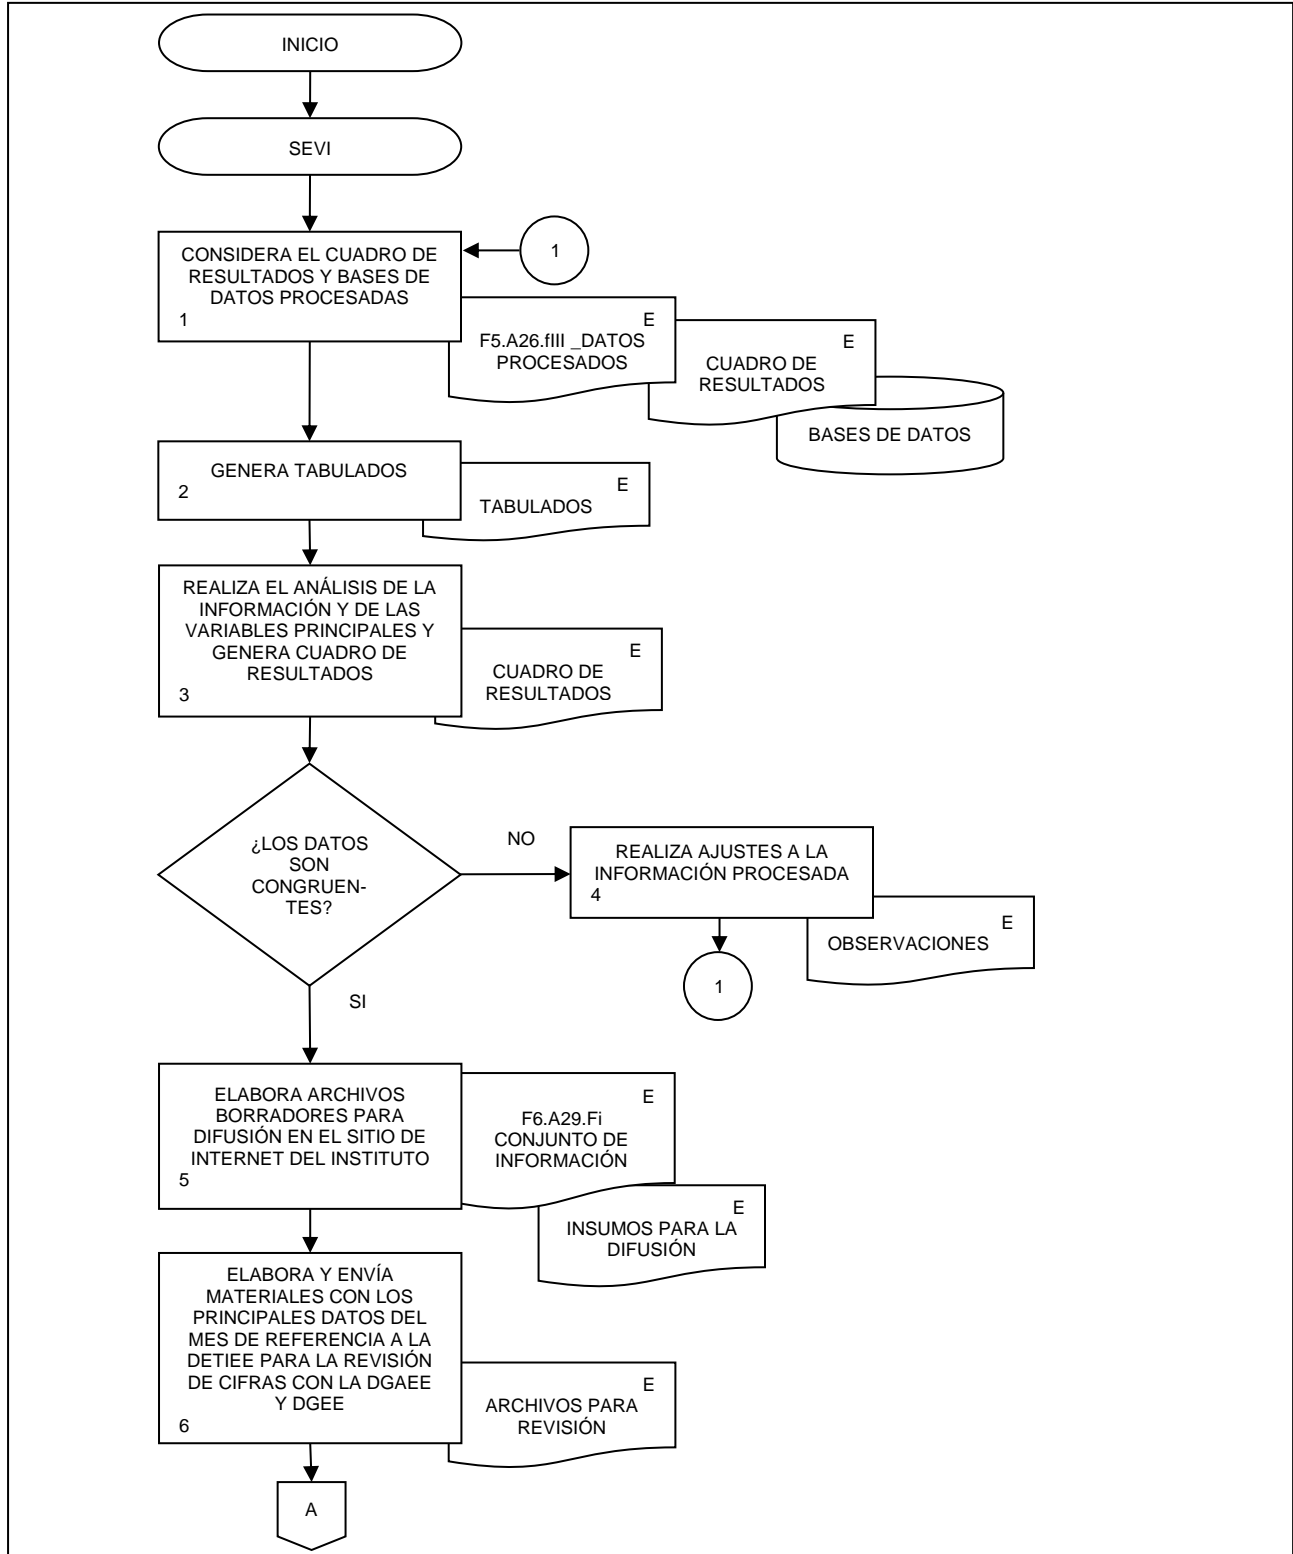 INICIO
SEVI
CONSIDERA EL CUADRO DE
RESULTADOS Y BASES DE
DATOS PROCESADAS
1
1
E
F5.A26.fIII _DATOS
PROCESADOS
E
CUADRO DE
RESULTADOS
BASES DE DATOS
GENERA TABULADOS
2
E
TABULADOS
REALIZA EL ANÁLISIS DE LA
INFORMACIÓN Y DE LAS
VARIABLES PRINCIPALES Y
GENERA CUADRO DE
RESULTADOS
3
E
CUADRO DE
RESULTADOS
¿LOS DATOS
SON
CONGRUEN-
TES?
NO
REALIZA AJUSTES A LA
INFORMACIÓN PROCESADA
4
E
OBSERVACIONES
1
SI
ELABORA ARCHIVOS
BORRADORES PARA
DIFUSIÓN EN EL SITIO DE
INTERNET DEL INSTITUTO
5
E
F6.A29.Fi
CONJUNTO DE
INFORMACIÓN
E
INSUMOS PARA LA
DIFUSIÓN
ELABORA Y ENVÍA
MATERIALES CON LOS
PRINCIPALES DATOS DEL
MES DE REFERENCIA A LA
DETIEE PARA LA REVISIÓN
DE CIFRAS CON LA DGAEE
Y DGEE
6
E
ARCHIVOS PARA
REVISIÓN
A